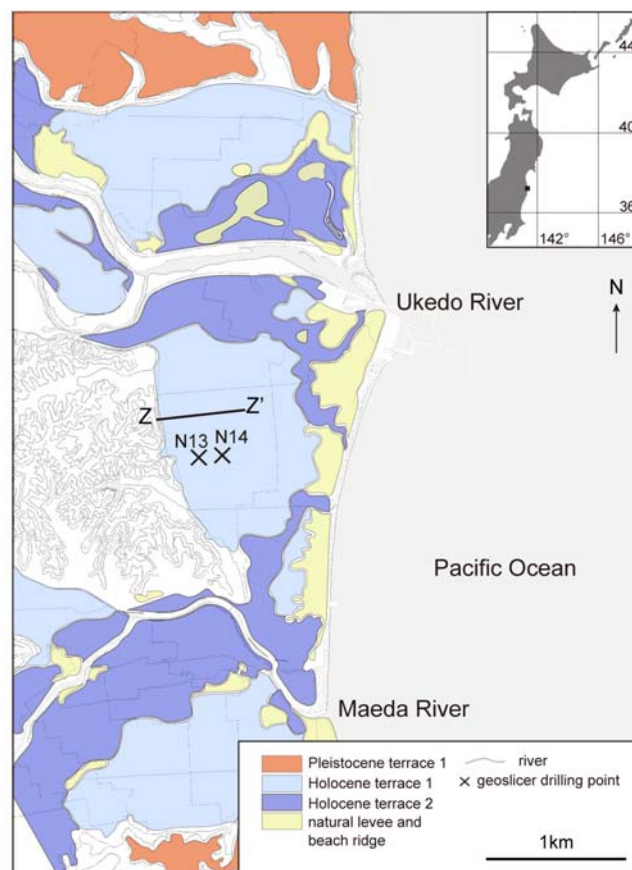 44
40
36
142° 146°
Ukedo River
N
Z Z'
N13 N14
Pacific Ocean
Maeda River
Pleistocene terrace 1
Holocene terrace 1
Holocene terrace 2
natural levee and
beach ridge
river
geoslicer drilling point
1km